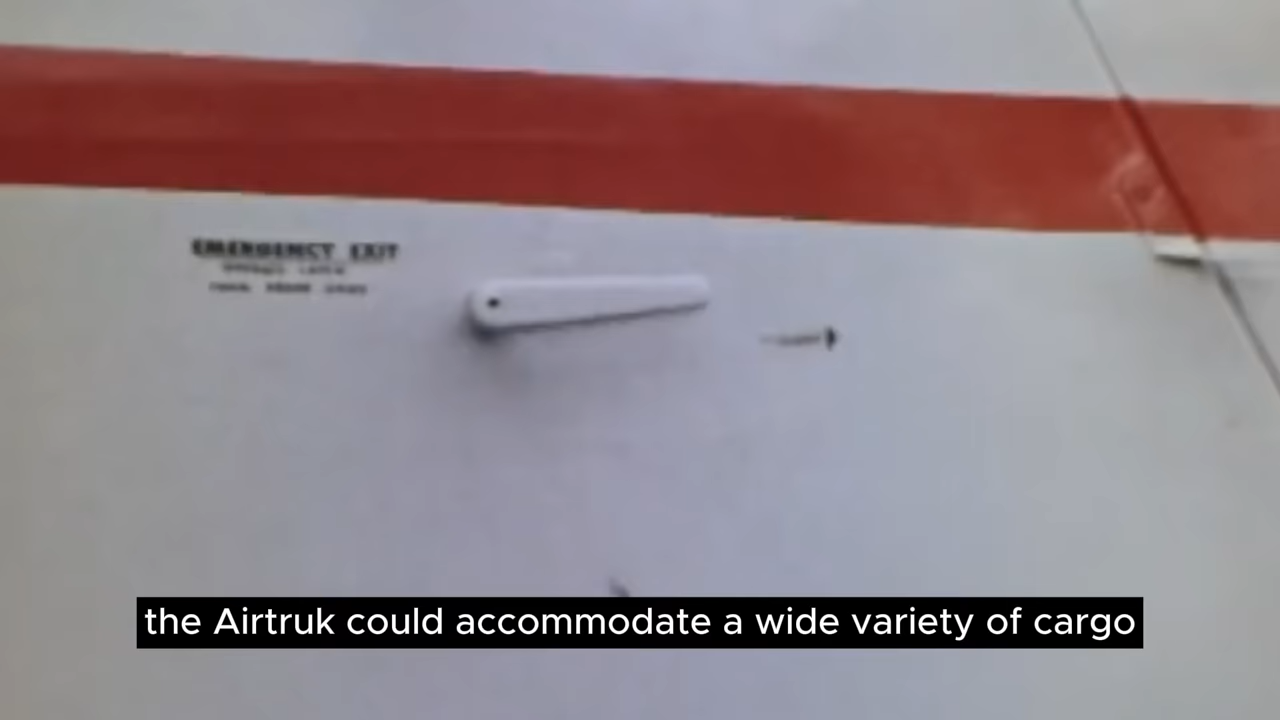 EMERGENCY EXIT
the Airtruk could accommodate a wide variety of cargo